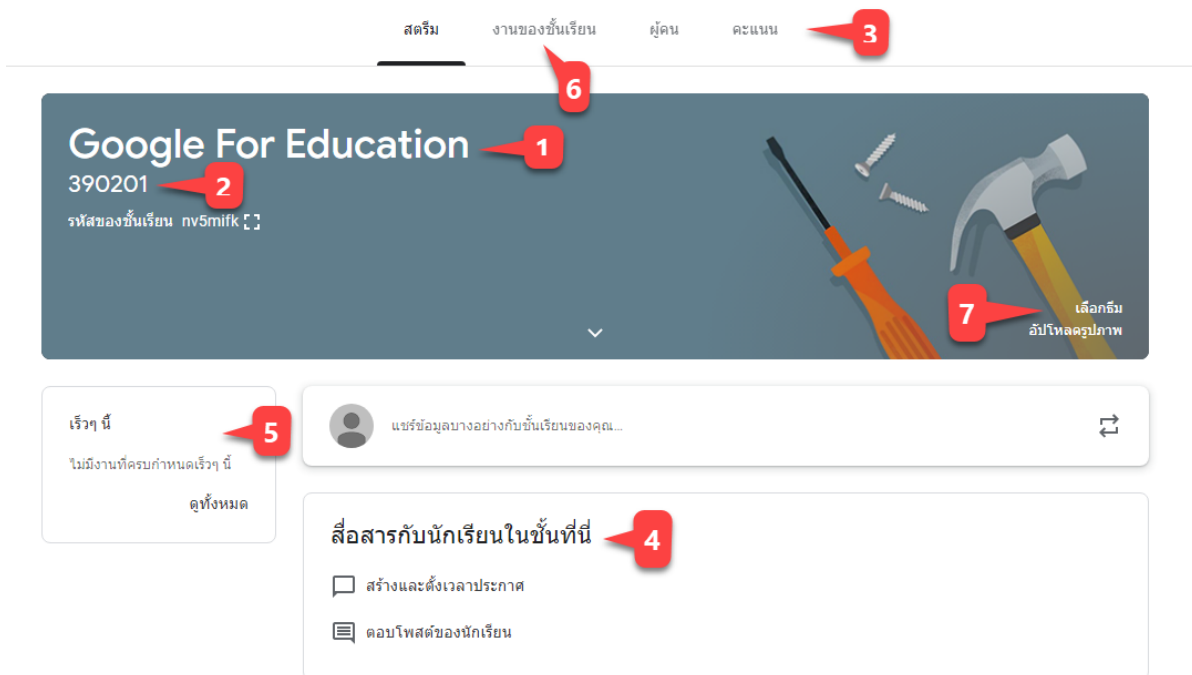 สตรีม งานของชั้นเรียน ผู้คน คะแนน 3
6
Google For Education 1
390201 2
รหัสของชั้นเรียน nv5mifk
7 เลือกธีม
อัปโหลดรูปภาพ
เร็วๆ นี้ 5
ไม่มีงานที่ครบกำหนดเร็วๆ นี้
ดูทั้งหมด
แชร์ข้อมูลบางอย่างกับชั้นเรียนของคุณ...
สื่อสารกับนักเรียนในชั้นที่นี่ 4
สร้างและตั้งเวลาประกาศ
ตอบโพสต์ของนักเรียน